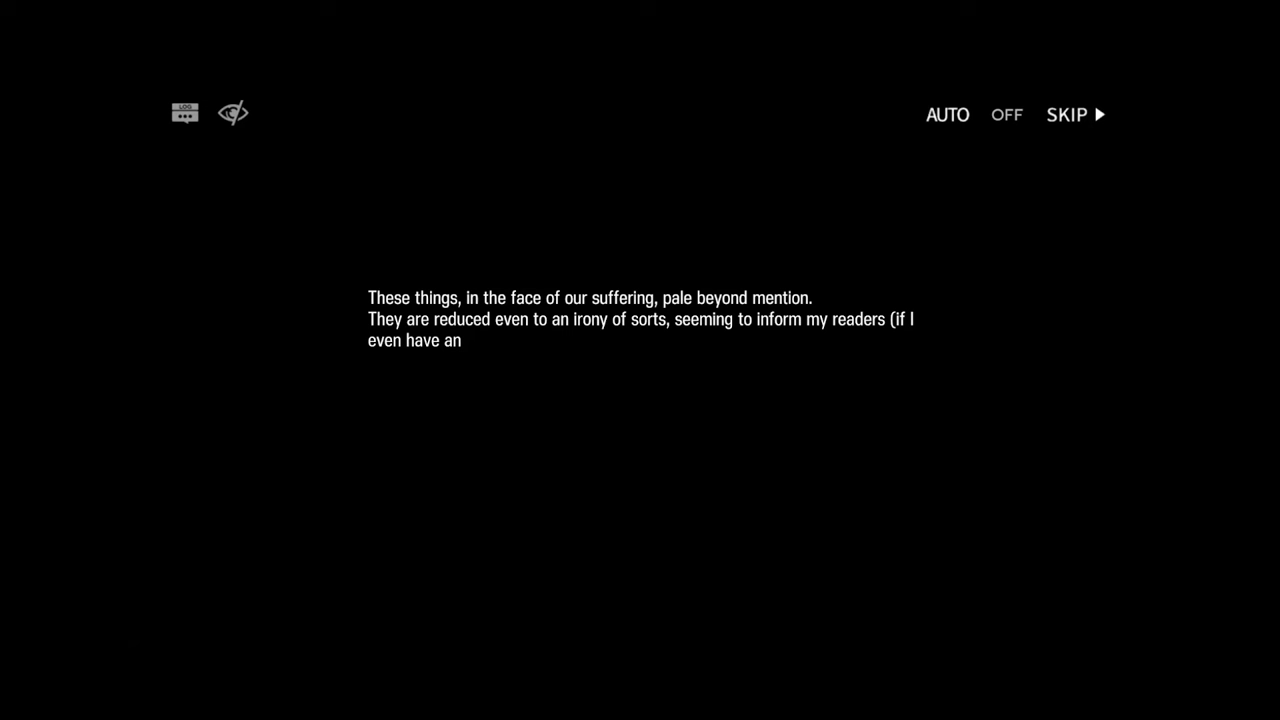 LOG
AUTO OFF SKIP
These things, in the face of our suffering, pale beyond mention.
They are reduced even to an irony of sorts, seeming to inform my readers (if I
even have an